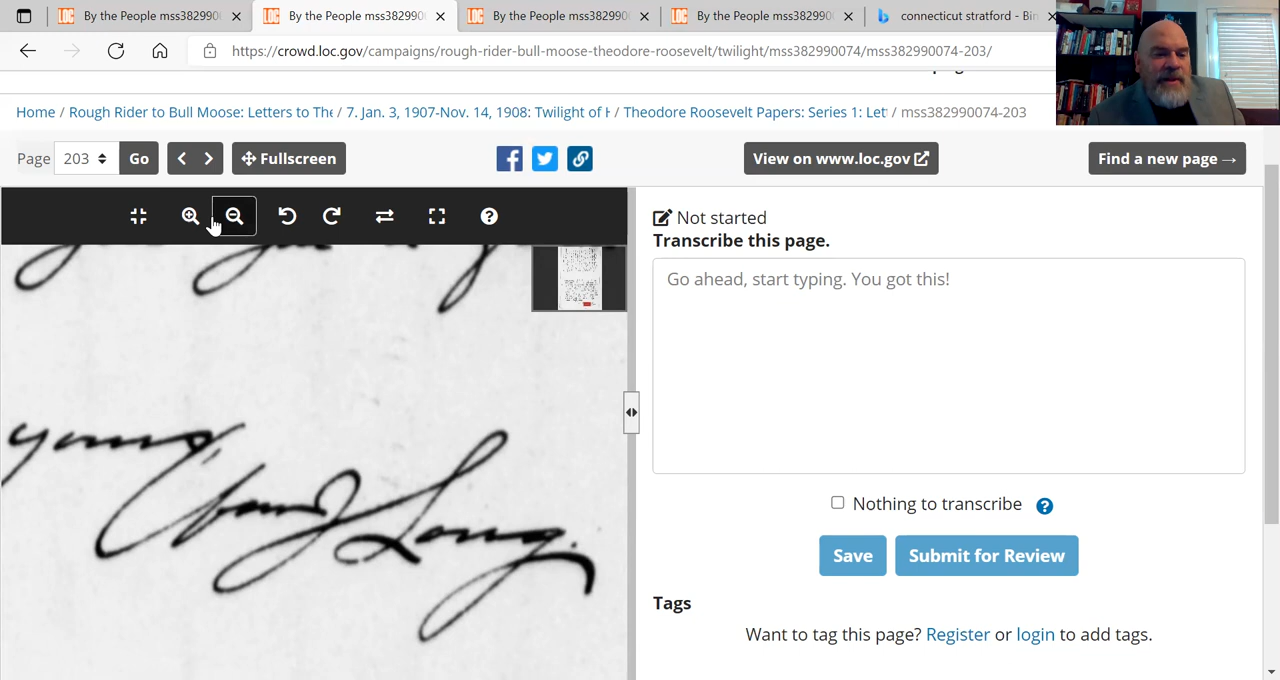 By the People mss38299( By the People mss38299( By the People mss38299( By the People mss38299( connecticut stratford - Bin
https://crowd.loc.gov/campaigns/rough-rider-bull-moose-theodore-roosevelt/twilight/mss382990074/mss382990074-203/
Home / Rough Rider to Bull Moose: Letters to The / 7. Jan. 3, 1907-Nov. 14, 1908: Twilight of H / Theodore Roosevelt Papers: Series 1: Let / mss382990074-203
Page 203 Go Fullscreen View on www.loc.gov Find a new page →
Not started
Transcribe this page.
Go ahead, start typing. You got this!
yours
Long.
Nothing to transcribe ?
Save Submit for Review
Tags
Want to tag this page? Register or login to add tags.